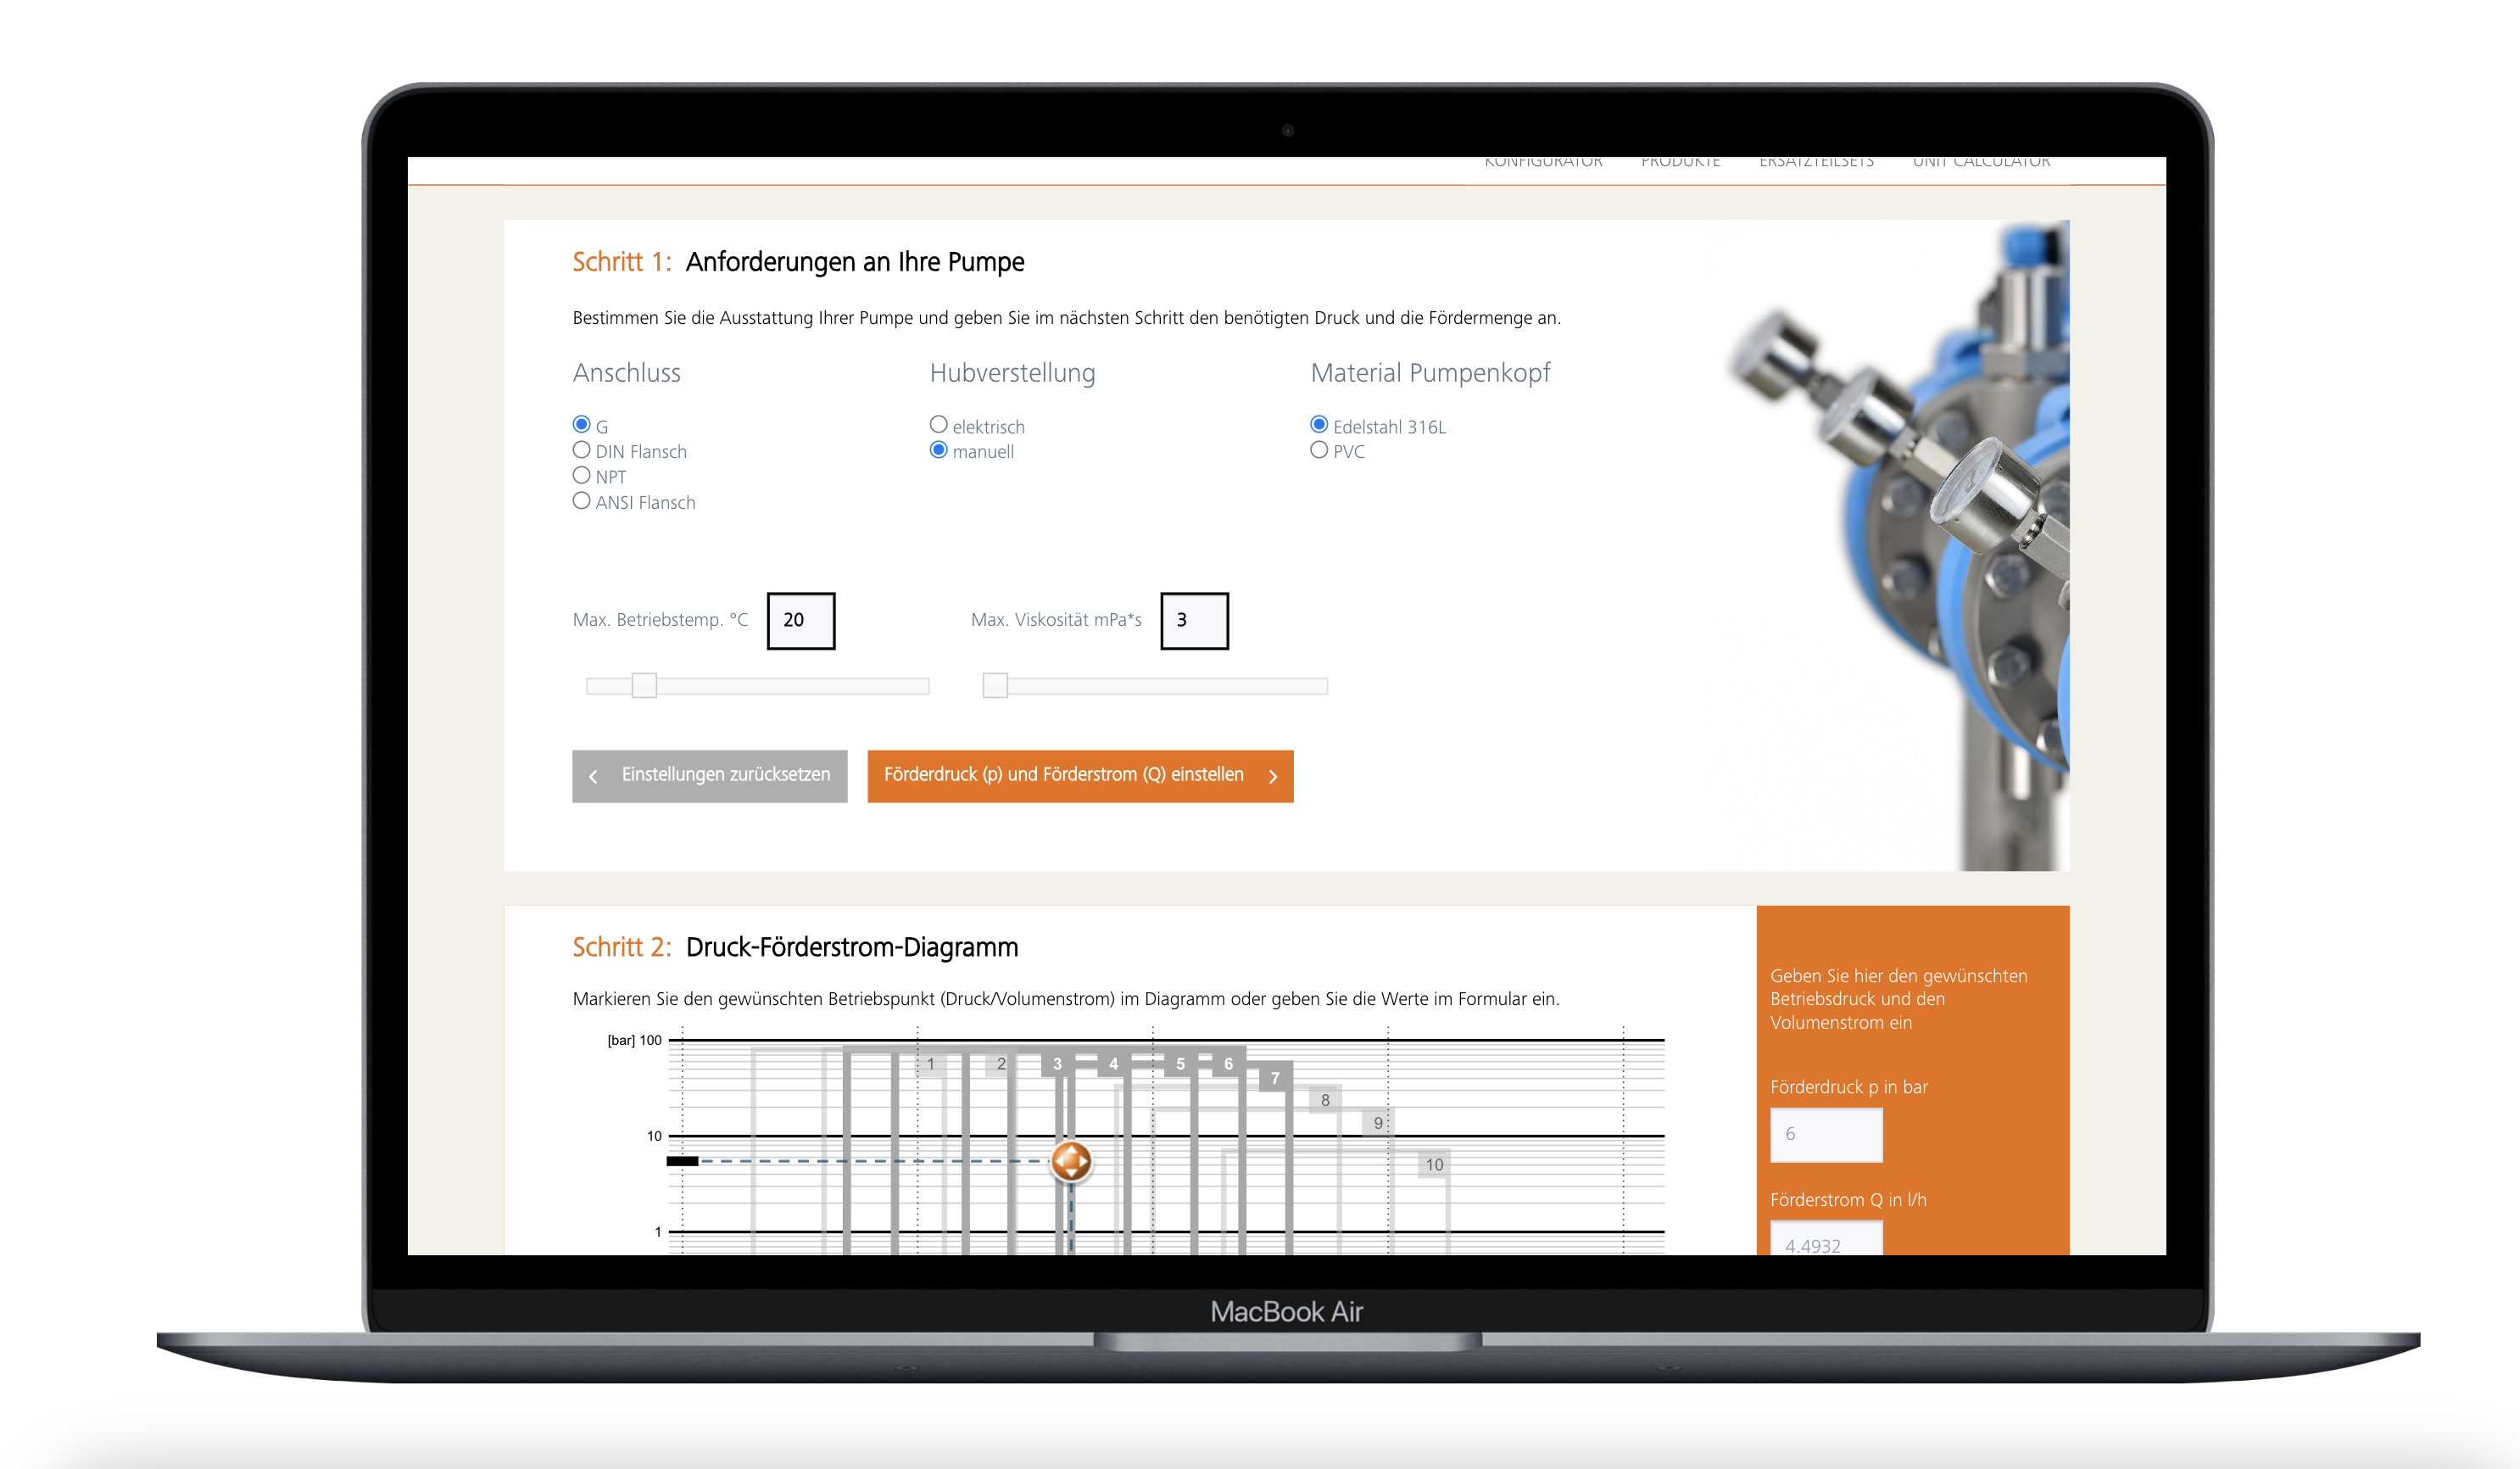 KONFIGURATOR PRODUKTE ERSATZTEILSETS UNIT CALCULATOR
Schritt 1: Anforderungen an Ihre Pumpe
Bestimmen Sie die Ausstattung Ihrer Pumpe und geben Sie im nächsten Schritt den benötigten Druck und die Fördermenge an.
Anschluss Hubverstellung Material Pumpenkopf
G elektrisch Edelstahl 316L
DIN Flansch manuell PVC
NPT
ANSI Flansch
Max. Betriebstemp. °C 20 Max. Viskosität mPa*s 3
Einstellungen zurücksetzen Förderdruck (p) und Förderstrom (Q) einstellen
Schritt 2: Druck-Förderstrom-Diagramm
Markieren Sie den gewünschten Betriebspunkt (Druck/Volumenstrom) im Diagramm oder geben Sie die Werte im Formular ein.
[bar] 100
1 2 3 4 5 6
7
8
9
10
10
1
Geben Sie hier den gewünschten
Betriebsdruck und den
Volumenstrom ein
Förderdruck p in bar
6
Förderstrom Q in l/h
4.4932
MacBook Air